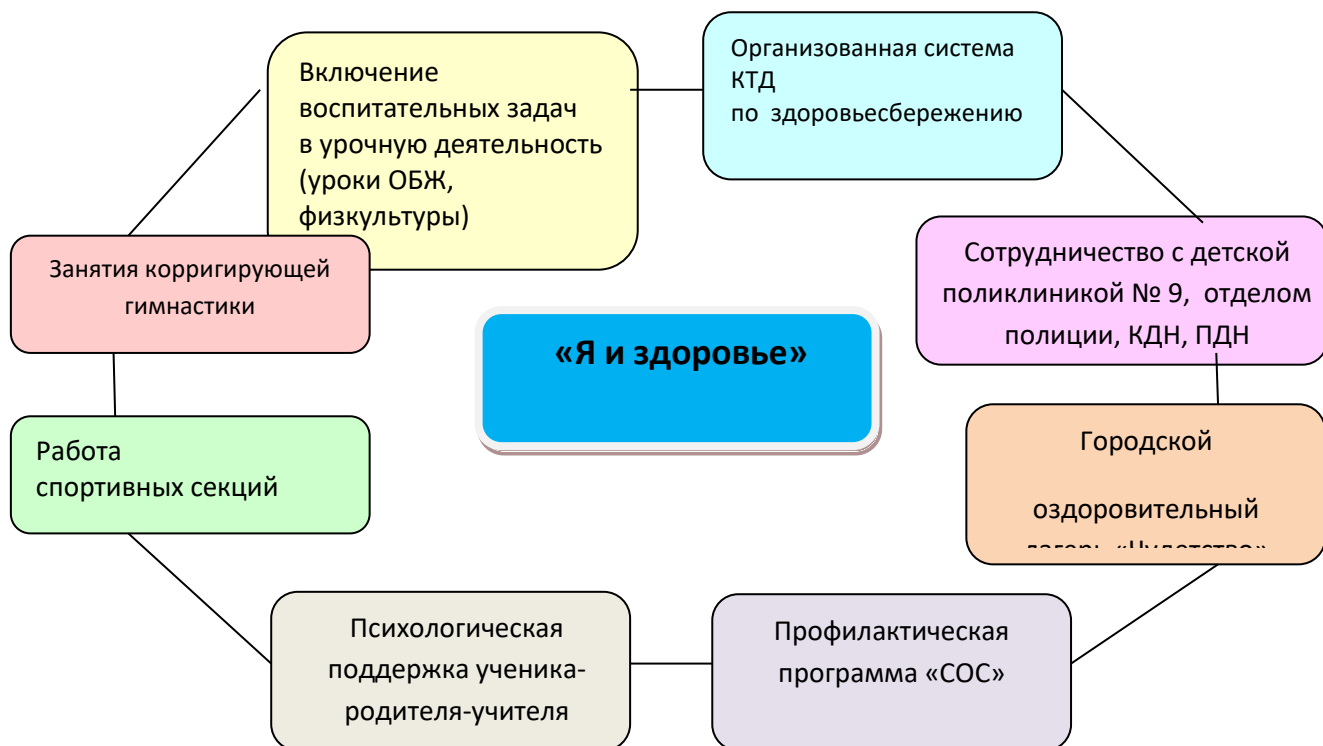 Включение
воспитательных задач
в урочную деятельность
(уроки ОБЖ,
физкультуры)
Организованная система
КТД
по здоровьесбережению
Занятия корригирующей
гимнастики
Сотрудничество с детской
поликлиникой № 9, отделом
полиции, КДН, ПДН
«Я и здоровье»
Работа
спортивных секций
Городской
оздоровительный
лагерь «Чудетство»
Психологическая
поддержка ученика-
родителя-учителя
Профилактическая
программа «СОС»